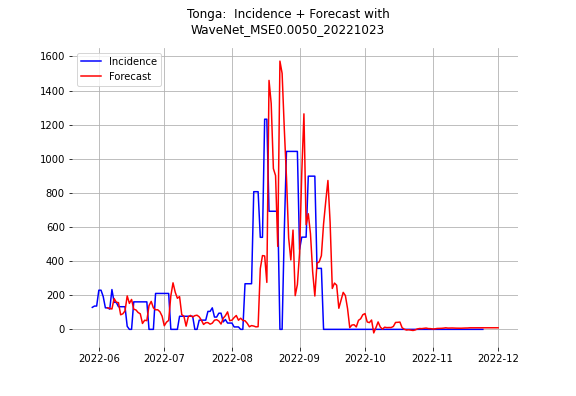 Tonga: Incidence + Forecast with
WaveNet_MSE0.0050_20221023
Incidence
Forecast
1600
1400
1200
1000
800
600
400
200
0
2022-06 2022-07 2022-08 2022-09 2022-10 2022-11 2022-12